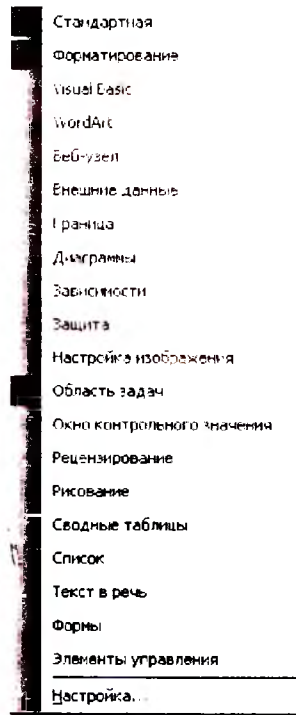 Стандартная
Форматирование
Visual Basic
WordArt
Веб-узел
Внешние данные
Граница
Диаграммы
Зависимости
Защита
Настройка изображения
Область задач
Окно контрольного значения
Рецензирование
Рисование
Сводные таблицы
Список
Текст в речь
Формы
Элементы управления
Настройка...